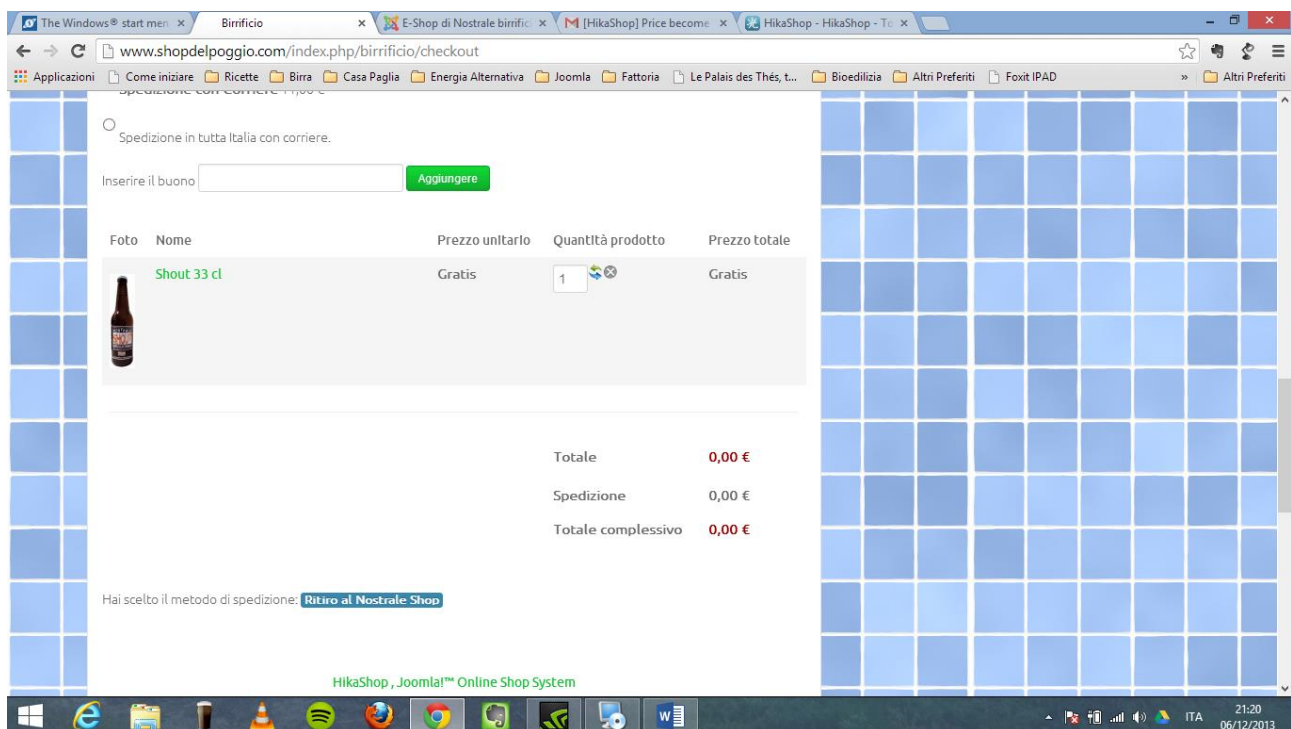 The Windows® start men
Birrificio
E-Shop di Nostrale birrific
[HikaShop] Price become
HikaShop - HikaShop - To
www.shopdelpoggio.com/index.php/birrificio/checkout
Applicazioni Come iniziare Ricette Birra Casa Paglia Energia Alternativa Joomla Fattoria Le Palais des Thés, t... Bioedilizia Altri Preferiti Foxit IPAD » Altri Preferiti
Spedizione con Corriere
Spedizione in tutta Italia con corriere.
Inserire il buono Aggiungere
Foto Nome Prezzo unitario Quantità prodotto Prezzo totale
Shout 33 cl Gratis 1 Gratis
Totale 0,00 €
Spedizione 0,00 €
Totale complessivo 0,00 €
Hai scelto il metodo di spedizione: Ritiro al Nostrale Shop
HikaShop , Joomla!™ Online Shop System
ITA 21:20
06/12/2013